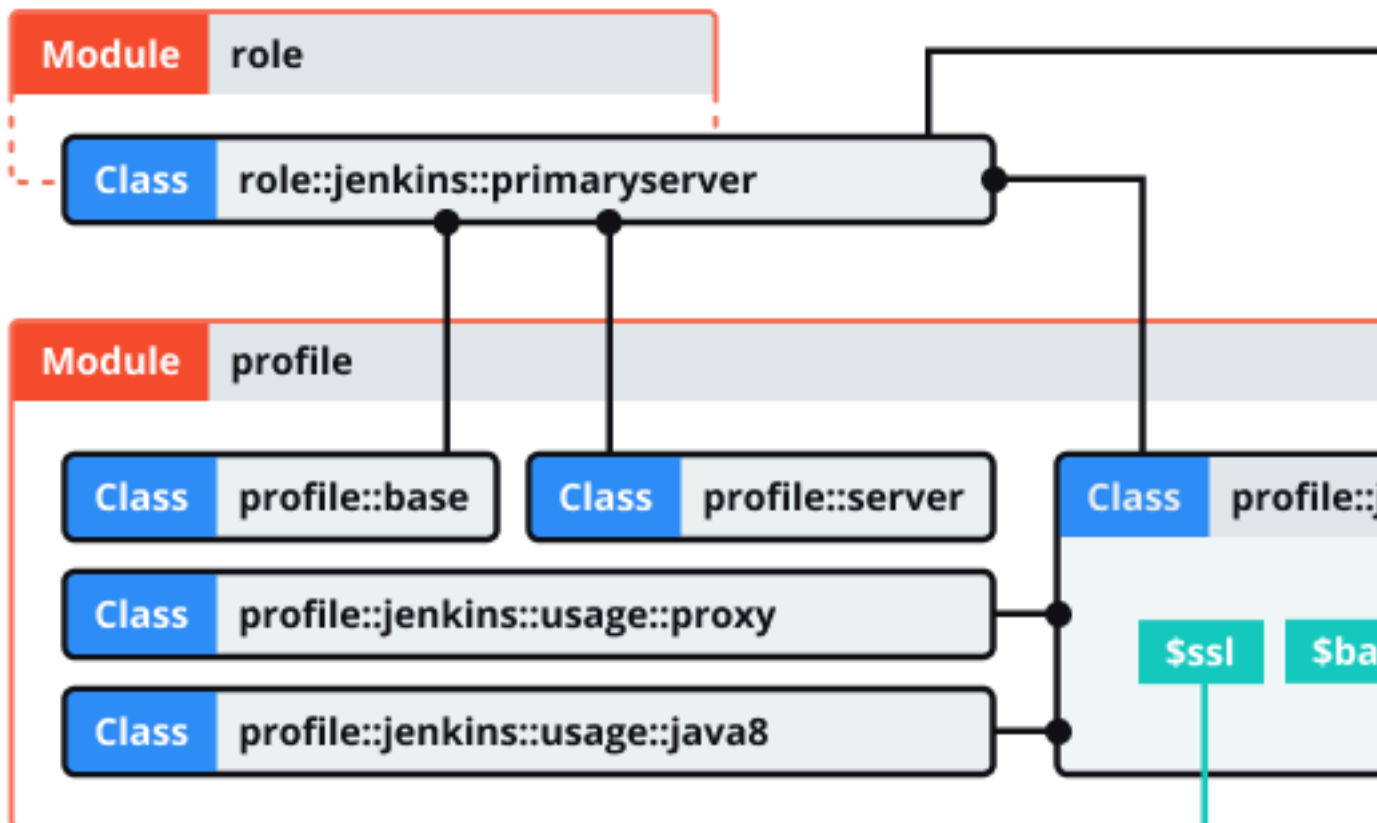 Module role
Class role::jenkins::primaryserver
Module profile
Class profile::base Class profile::server Class
Class profile::jenkins::usage::proxy
$ssl
Class profile::jenkins::usage::java8